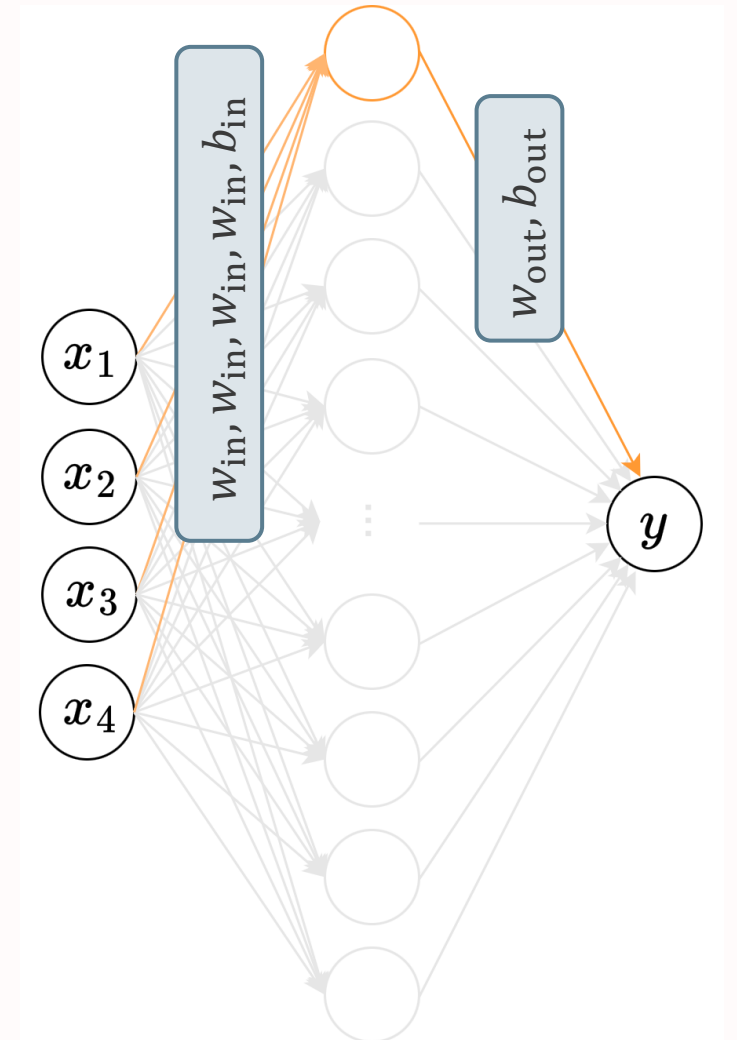 w_in, w_in, w_in, w_in, b_in
w_out, b_out
x_1
x_2
x_3
x_4
⋮
y